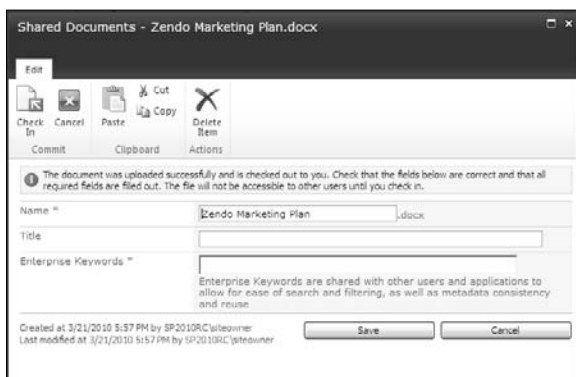 Shared Documents - Zendo Marketing Plan.docx
Edit
Check In
Cancel
Paste
Cut
Copy
Delete Item
Commit
Clipboard
Actions
The document was uploaded successfully and is checked out to you. Check that the fields below are correct and that all
required fields are filled out. The file will not be accessible to other users until you check in.
Name *
Zendo Marketing Plan .docx
Title
Enterprise Keywords *
Enterprise Keywords are shared with other users and applications to
allow for ease of search and filtering, as well as metadata consistency
and reuse
Created at 3/21/2010 5:57 PM by SP2010RC\siteowner
Last modified at 3/21/2010 5:57 PM by SP2010RC\siteowner
Save
Cancel